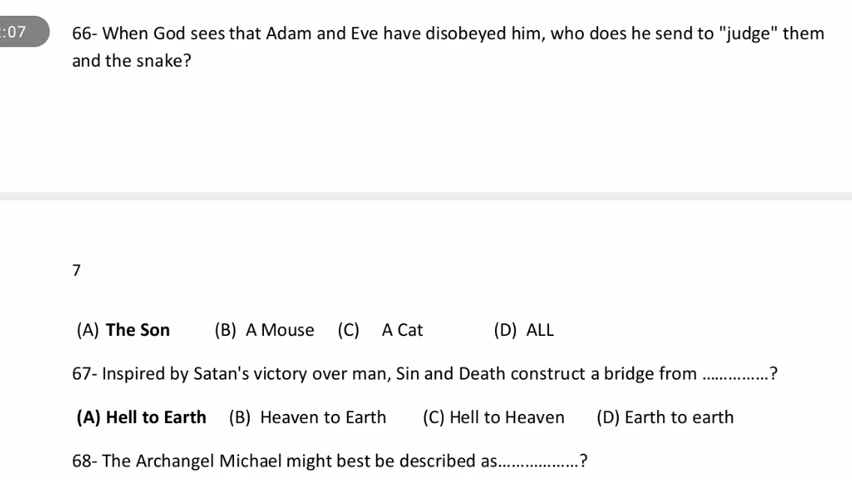 :07
66- When God sees that Adam and Eve have disobeyed him, who does he send to "judge" them
and the snake?
7
(A) The Son (B) A Mouse (C) A Cat (D) ALL
67- Inspired by Satan's victory over man, Sin and Death construct a bridge from ..............?
(A) Hell to Earth (B) Heaven to Earth (C) Hell to Heaven (D) Earth to earth
68- The Archangel Michael might best be described as.................?